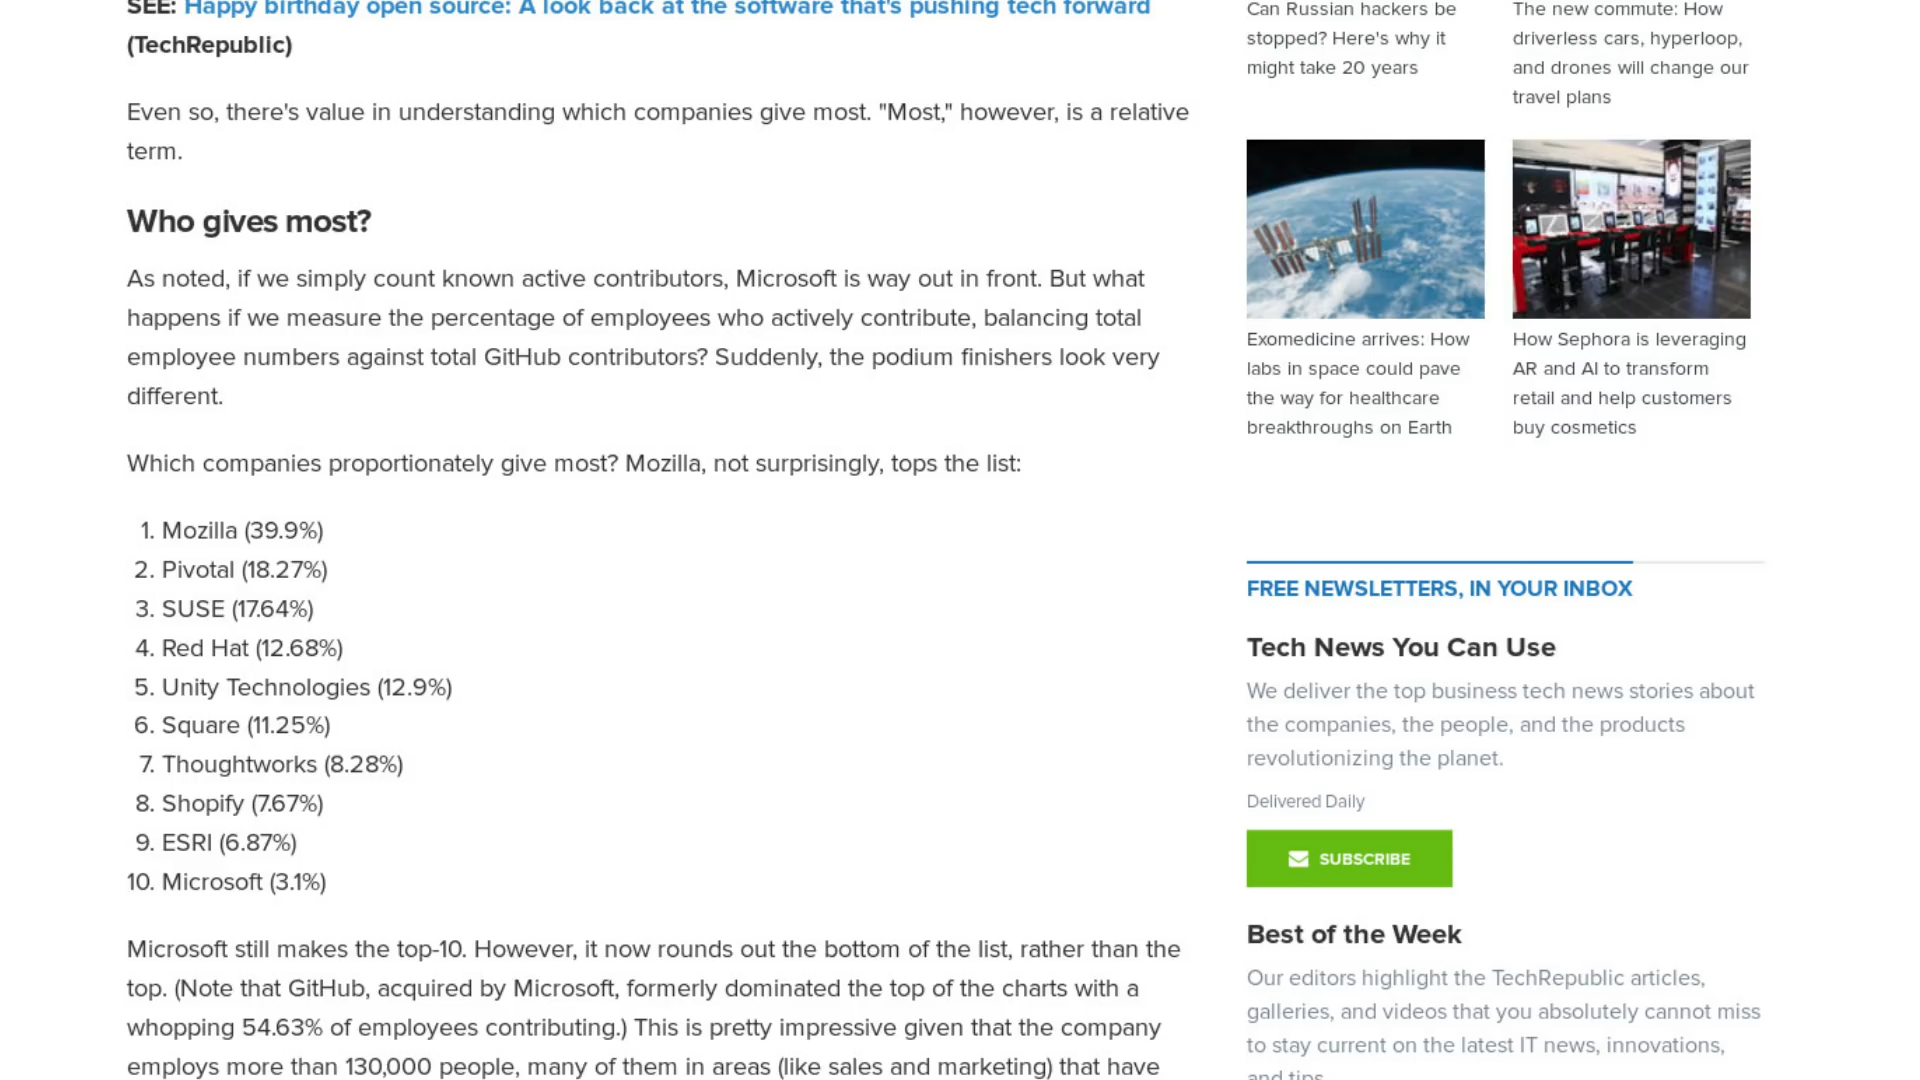 SEE: Happy birthday open source: A look back at the software that's pushing tech forward
(TechRepublic)
Even so, there's value in understanding which companies give most. "Most," however, is a relative
term.
Who gives most?
As noted, if we simply count known active contributors, Microsoft is way out in front. But what
happens if we measure the percentage of employees who actively contribute, balancing total
employee numbers against total GitHub contributors? Suddenly, the podium finishers look very
different.
Which companies proportionately give most? Mozilla, not surprisingly, tops the list:
1. Mozilla (39.9%)
2. Pivotal (18.27%)
3. SUSE (17.64%)
4. Red Hat (12.68%)
5. Unity Technologies (12.9%)
6. Square (11.25%)
7. Thoughtworks (8.28%)
8. Shopify (7.67%)
9. ESRI (6.87%)
10. Microsoft (3.1%)
Microsoft still makes the top-10. However, it now rounds out the bottom of the list, rather than the
top. (Note that GitHub, acquired by Microsoft, formerly dominated the top of the charts with a
whopping 54.63% of employees contributing.) This is pretty impressive given that the company
employs more than 130,000 people, many of them in areas (like sales and marketing) that have
Can Russian hackers be
stopped? Here's why it
might take 20 years
The new commute: How
driverless cars, hyperloop,
and drones will change our
travel plans
Exomedicine arrives: How
labs in space could pave
the way for healthcare
breakthroughs on Earth
How Sephora is leveraging
AR and AI to transform
retail and help customers
buy cosmetics
FREE NEWSLETTERS, IN YOUR INBOX
Tech News You Can Use
We deliver the top business tech news stories about
the companies, the people, and the products
revolutionizing the planet.
Delivered Daily
SUBSCRIBE
Best of the Week
Our editors highlight the TechRepublic articles,
galleries, and videos that you absolutely cannot miss
to stay current on the latest IT news, innovations,
and tips.